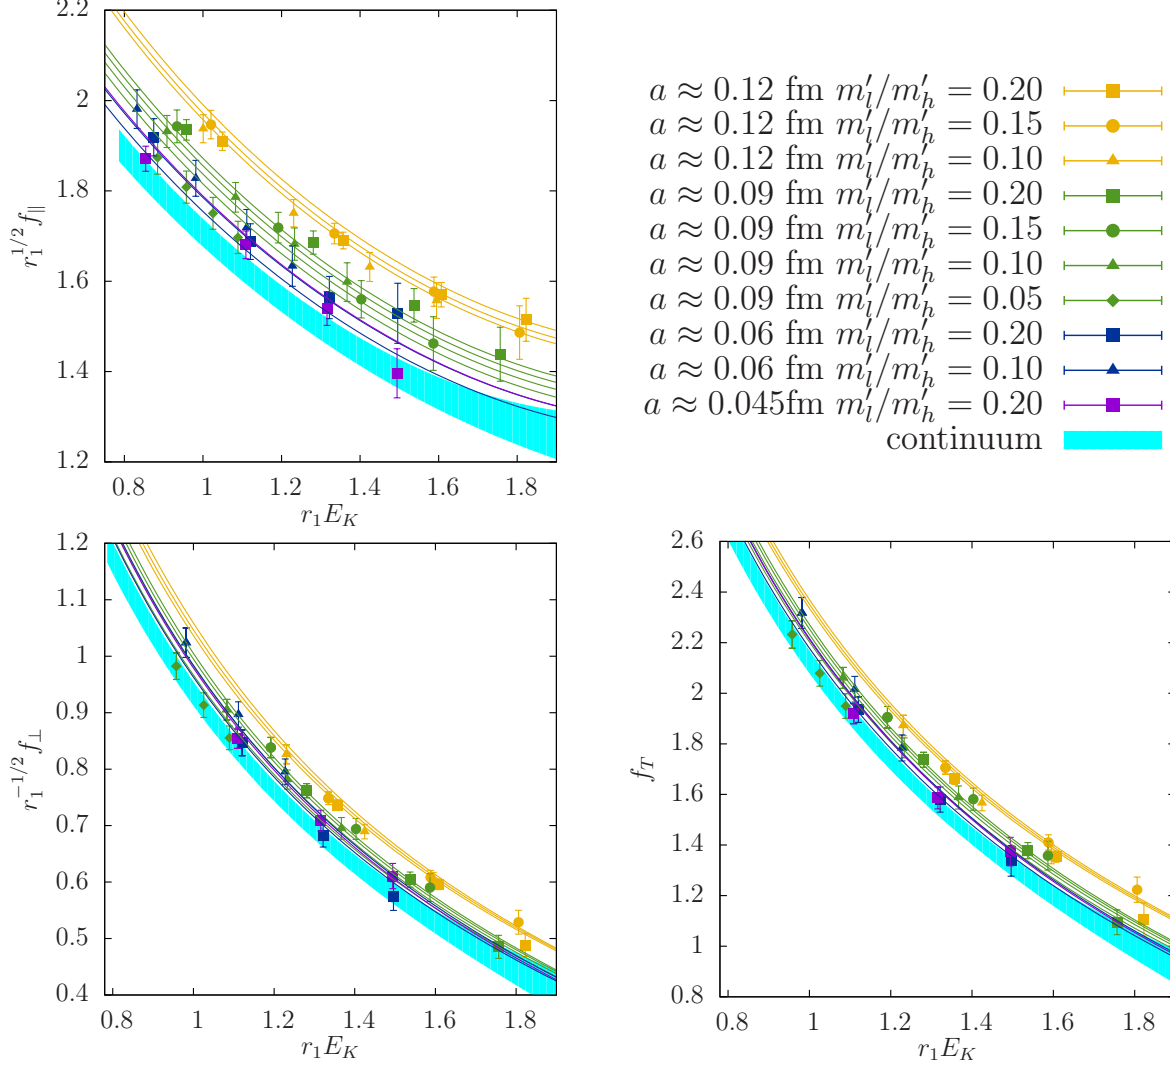 2.2
2
1.8
1.6
1.4
1.2
r₁^{1/2} f_∥
0.8 1 1.2 1.4 1.6 1.8
r₁E_K
a ≈ 0.12 fm m′_l/m′_h = 0.20
a ≈ 0.12 fm m′_l/m′_h = 0.15
a ≈ 0.12 fm m′_l/m′_h = 0.10
a ≈ 0.09 fm m′_l/m′_h = 0.20
a ≈ 0.09 fm m′_l/m′_h = 0.15
a ≈ 0.09 fm m′_l/m′_h = 0.10
a ≈ 0.09 fm m′_l/m′_h = 0.05
a ≈ 0.06 fm m′_l/m′_h = 0.20
a ≈ 0.06 fm m′_l/m′_h = 0.10
a ≈ 0.045fm m′_l/m′_h = 0.20
continuum
1.2
1.1
1
0.9
0.8
0.7
0.6
0.5
0.4
r₁^{−1/2} f_⊥
0.8 1 1.2 1.4 1.6 1.8
r₁E_K
2.6
2.4
2.2
2
1.8
1.6
1.4
1.2
1
0.8
f_T
0.8 1 1.2 1.4 1.6 1.8
r₁E_K